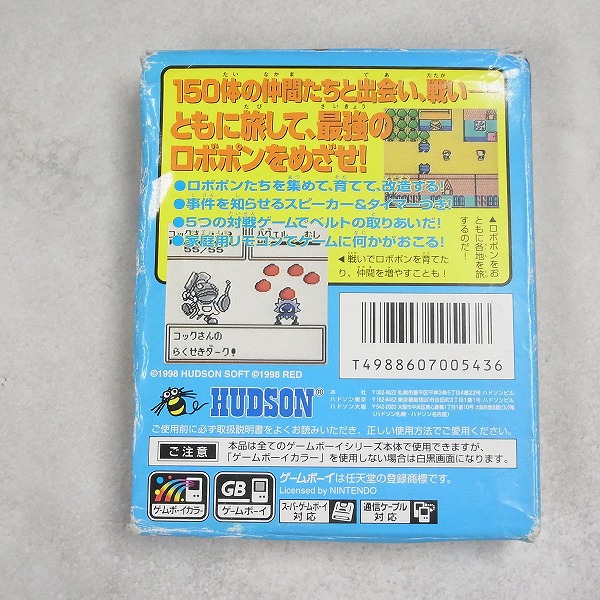 150体の仲間たちと出会い、戦い
ともに旅して、最強の
ロボポンをめざせ!
●ロボポンたちを集めて、育てて、改造する!
●事件を知らせるスピーカー&タイマーつき!
●5つの対戦ゲームでベルトの取りあいだ!
●家庭用リモコンでゲームに何かがおこる!
▲ロボポンをお
ともに各地を旅
するのだ!
◀戦いでロボポンを育てた
り、仲間を増やすことも!
55/55
コックさんの
らくせきダーク!
T4988607005436
©1998 HUDSON SOFT ©1998 RED
HUDSON®
本社
ハドソン東京
ハドソン大阪
ご使用前に必ず取扱説明書をよくお読みいただき、正しい使用方法でご愛用ください。
ご注意
本品は全てのゲームボーイシリーズ本体で使用できますが、
「ゲームボーイカラー」を使用しない場合は白黒画面になります。
ゲームボーイカラー
GB
ゲームボーイ
ゲームボーイは任天堂の登録商標です。
Licensed by NINTENDO
スーパーゲームボーイ
対応
通信ケーブル
対応